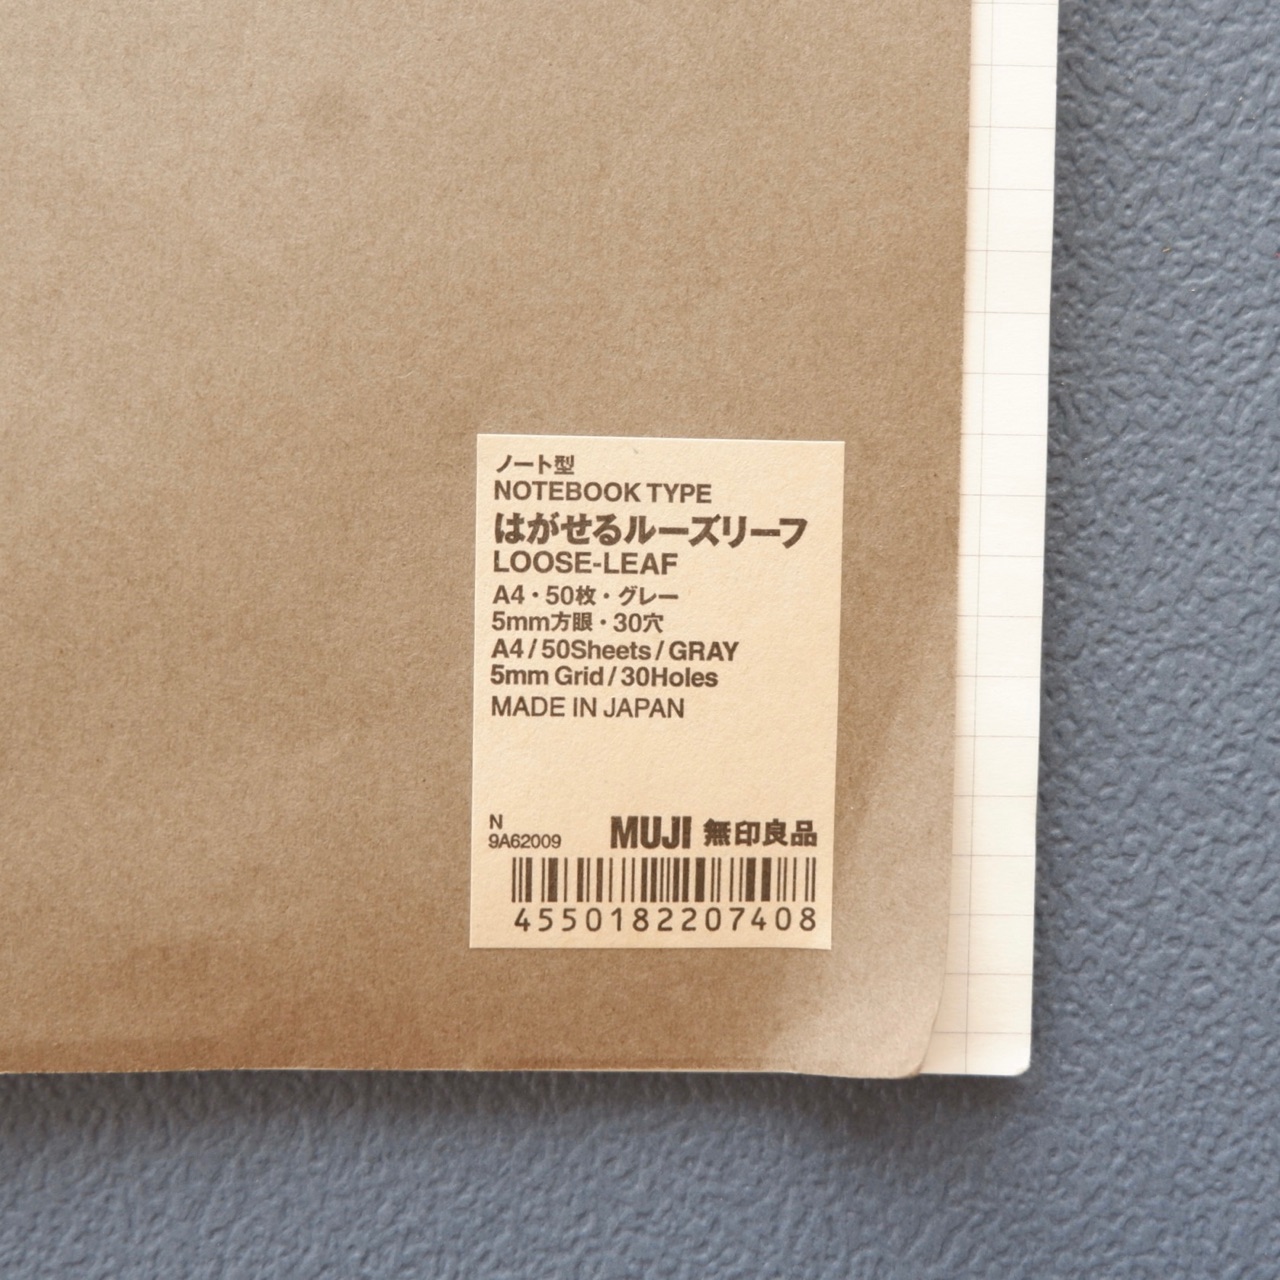 ノート型
NOTEBOOK TYPE
はがせるルーズリーフ
LOOSE-LEAF
A4・50枚・グレー
5mm方眼・30穴
A4 / 50Sheets / GRAY
5mm Grid / 30Holes
MADE IN JAPAN
N
9A62009
MUJI 無印良品
4550182207408